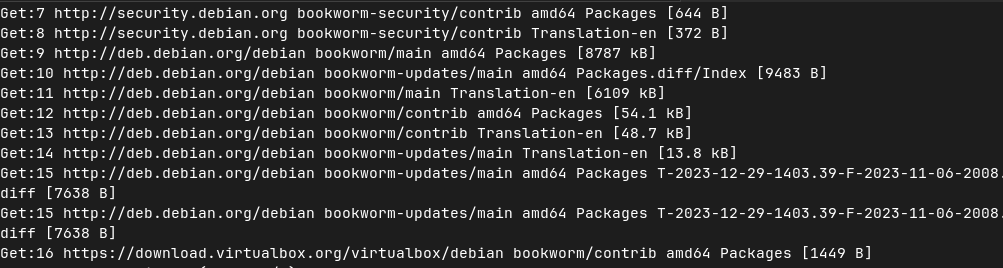 Get:7 http://security.debian.org bookworm-security/contrib amd64 Packages [644 B]
Get:8 http://security.debian.org bookworm-security/contrib Translation-en [372 B]
Get:9 http://deb.debian.org/debian bookworm/main amd64 Packages [8787 kB]
Get:10 http://deb.debian.org/debian bookworm-updates/main amd64 Packages.diff/Index [9483 B]
Get:11 http://deb.debian.org/debian bookworm/main Translation-en [6109 kB]
Get:12 http://deb.debian.org/debian bookworm/contrib amd64 Packages [54.1 kB]
Get:13 http://deb.debian.org/debian bookworm/contrib Translation-en [48.7 kB]
Get:14 http://deb.debian.org/debian bookworm-updates/main Translation-en [13.8 kB]
Get:15 http://deb.debian.org/debian bookworm-updates/main amd64 Packages T-2023-12-29-1403.39-F-2023-11-06-2008.
diff [7638 B]
Get:15 http://deb.debian.org/debian bookworm-updates/main amd64 Packages T-2023-12-29-1403.39-F-2023-11-06-2008.
diff [7638 B]
Get:16 https://download.virtualbox.org/virtualbox/debian bookworm/contrib amd64 Packages [1449 B]